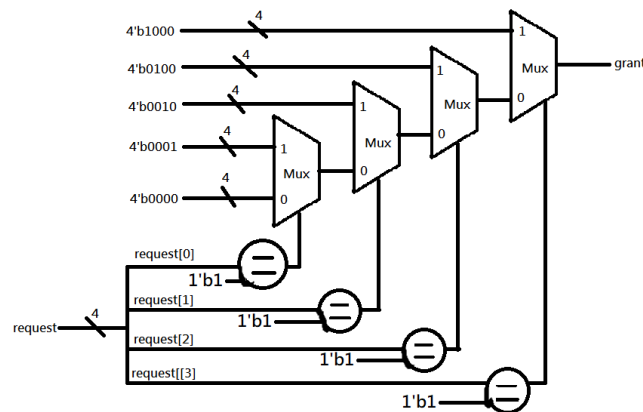 4
4'b1000
1
4
4'b0100
1
Mux
grant
4
4'b0010
1
Mux
0
4
4'b0001
1
Mux
0
4
4'b0000
Mux
0
0
request[0]
1'b1
request[1]
1'b1
4
request
request[2]
1'b1
request[[3]
1'b1